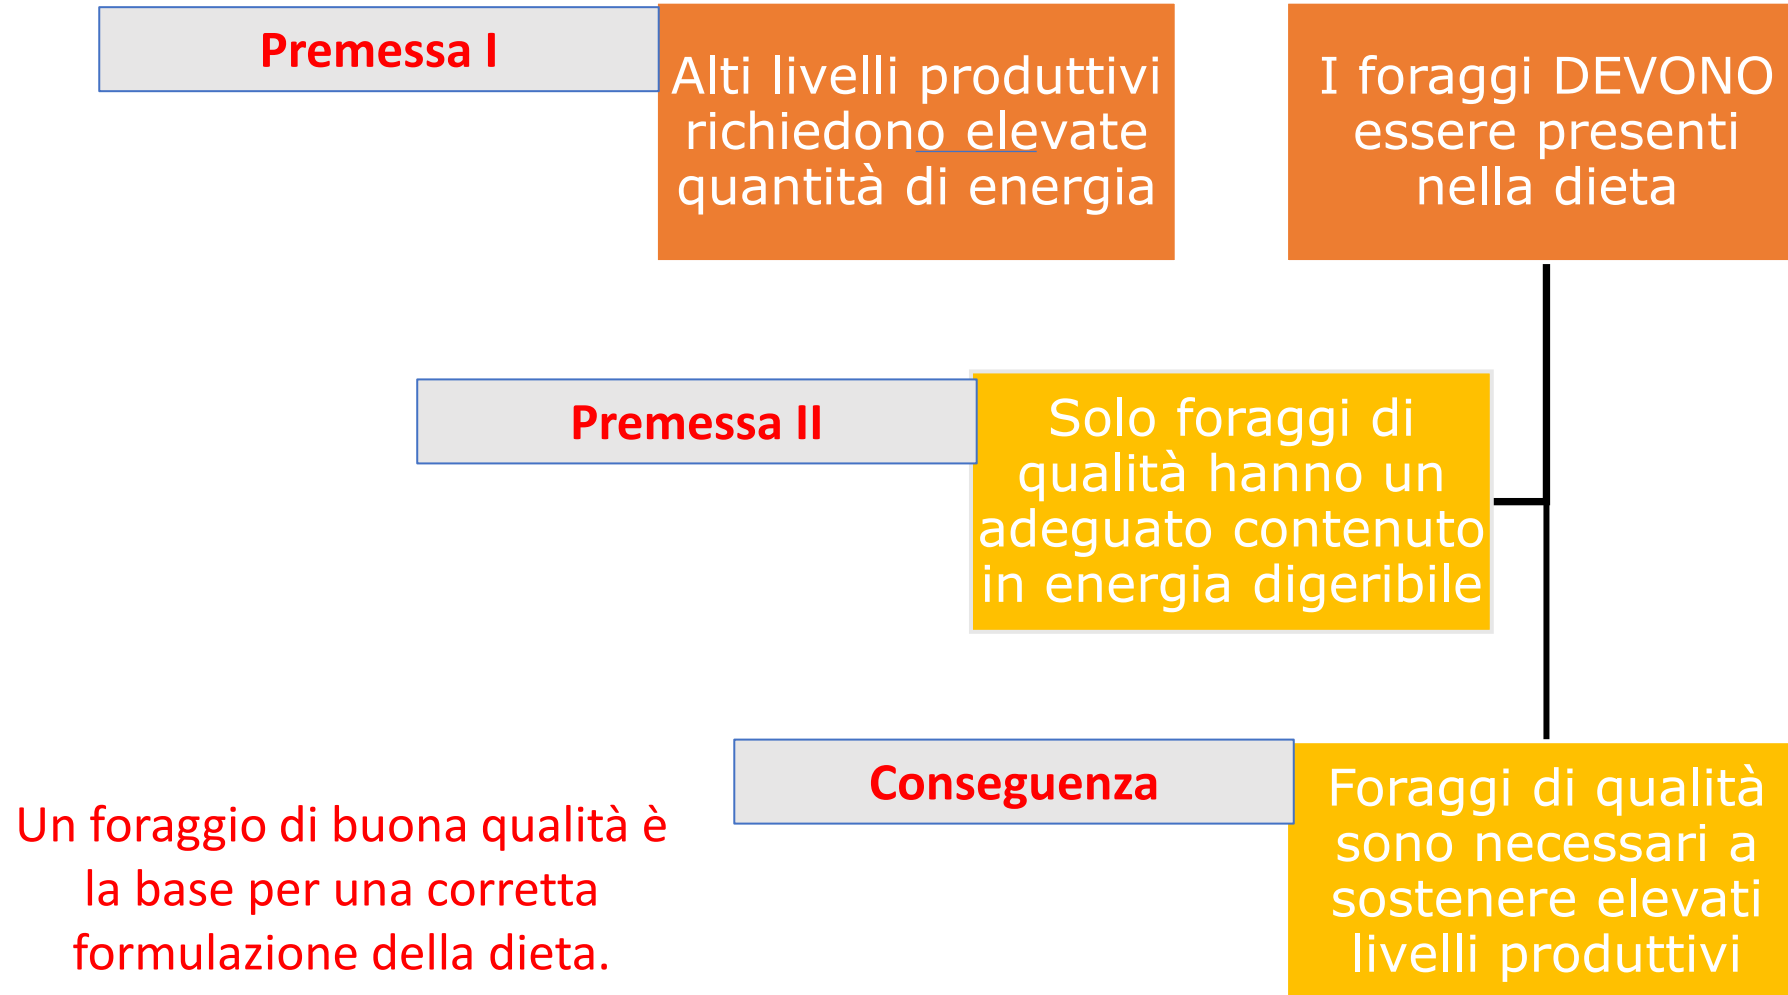 Premessa I
Alti livelli produttivi
richiedono elevate
quantità di energia
I foraggi DEVONO
essere presenti
nella dieta
Premessa II
Solo foraggi di
qualità hanno un
adeguato contenuto
in energia digeribile
Conseguenza
Foraggi di qualità
sono necessari a
sostenere elevati
livelli produttivi
Un foraggio di buona qualità è
la base per una corretta
formulazione della dieta.